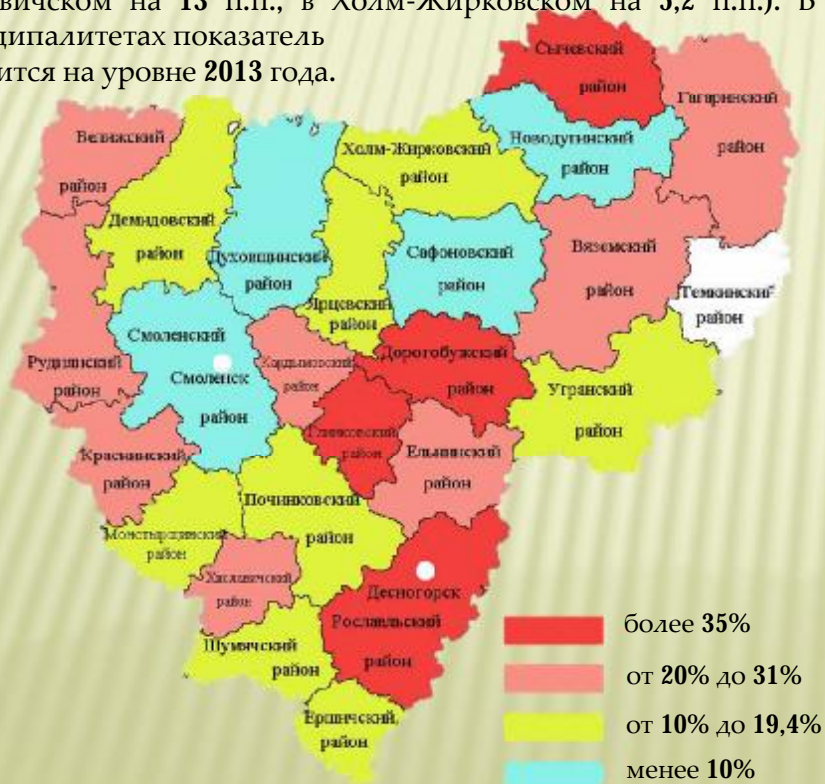 вичском на 13 п.п., в Холм-Жирковском на 5,2 п.п.). В
ципалитетах показатель
ится на уровне 2013 года.
Сычевский
район
Гагаринский
район
Велижский
район
Холм-Жирковский
район
Новодугинский
район
Демидовский
район
Духовщинский
район
Сафоновский
район
Вяземский
район
Темкинский
район
Ярцевский
район
Смоленский
Смоленск
район
Руднянский
район
Кардымовский
район
Дорогобужский
район
Угранский
район
Глинковский
район
Ельнинский
район
Краснинский
район
Починковский
район
Монстырщинский
район
Хиславичский
район
Десногорск
Рославльский
район
Шумячский
район
Ершичский
район
более 35%
от 20% до 31%
от 10% до 19,4%
менее 10%